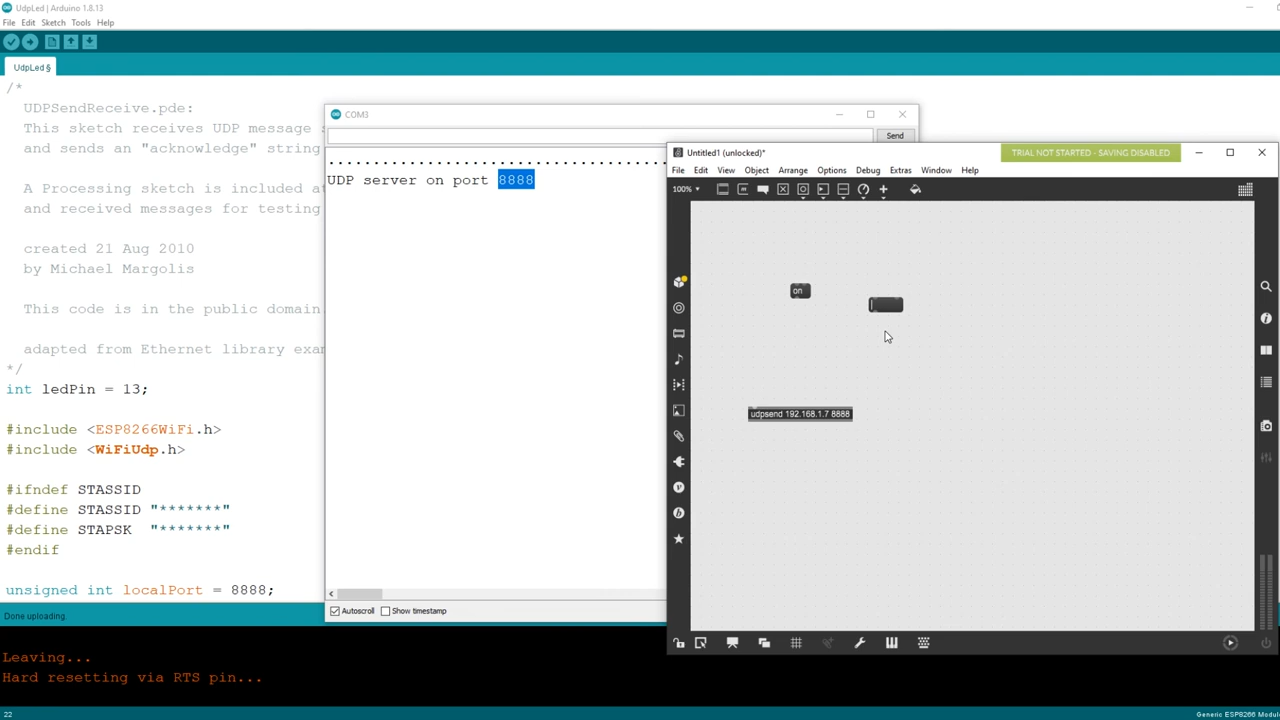 UdpLed | Arduino 1.8.13
File Edit Sketch Tools Help
UdpLed §
/*
UDPSendReceive.pde:
This sketch receives UDP message s
and sends an "acknowledge" string
A Processing sketch is included a
and received messages for testing
created 21 Aug 2010
by Michael Margolis
This code is in the public domain
adapted from Ethernet library exa
*/
int ledPin = 13;
#include <ESP8266WiFi.h>
#include <WiFiUdp.h>
#ifndef STASSID
#define STASSID "*******"
#define STAPSK "*******"
#endif
unsigned int localPort = 8888;
Done uploading
Leaving...
Hard resetting via RTS pin...
22
Generic ESP8266 Modul
COM3
Send
UDP server on port 8888
Autoscroll Show timestamp
Untitled1 (unlocked)*
TRIAL NOT STARTED - SAVING DISABLED
File Edit View Object Arrange Options Debug Extras Window Help
100%
on
udpsend 192.168.1.7 8888